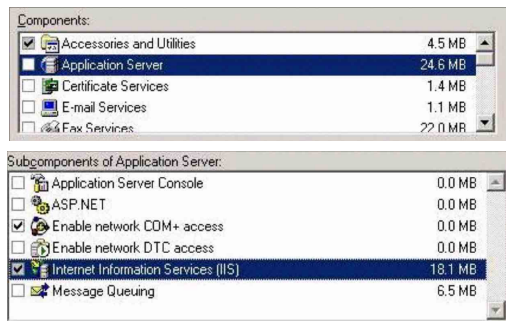 Components:
Accessories and Utilities 4.5 MB
Application Server 24.6 MB
Certificate Services 1.4 MB
E-mail Services 1.1 MB
Fax Services 22.0 MB
Subcomponents of Application Server:
Application Server Console 0.0 MB
ASP.NET 0.0 MB
Enable network COM+ access 0.0 MB
Enable network DTC access 0.0 MB
Internet Information Services (IIS) 18.1 MB
Message Queuing 6.5 MB